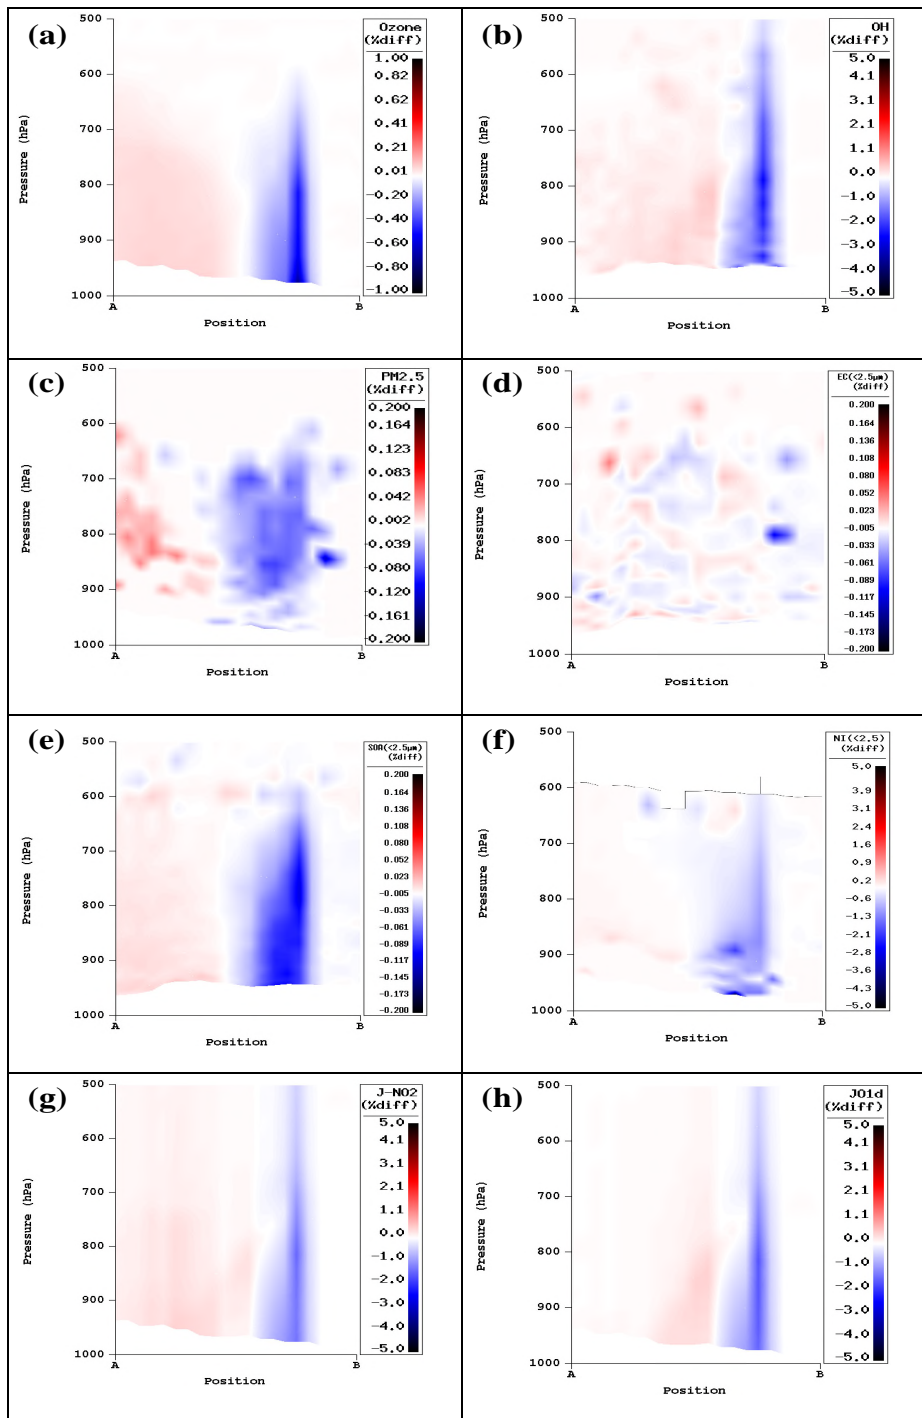 (a)
Ozone
(%diff)
1.00
0.82
0.62
0.41
0.21
0.01
-0.20
-0.40
-0.60
-0.80
-1.00
500
600
700
800
900
1000
Pressure (hPa)
A
B
Position
(b)
OH
(%diff)
5.0
4.1
3.1
2.1
1.1
0.0
-1.0
-2.0
-3.0
-4.0
-5.0
500
600
700
800
900
1000
Pressure (hPa)
A
B
Position
(c)
PM2.5
(%diff)
0.200
0.164
0.123
0.083
0.042
0.002
-0.039
-0.080
-0.120
-0.161
-0.200
500
600
700
800
900
1000
Pressure (hPa)
A
B
Position
(d)
EC(<2.5µm)
(%diff)
0.200
0.164
0.136
0.108
0.080
0.052
0.023
-0.005
-0.033
-0.061
-0.089
-0.117
-0.145
-0.173
-0.200
500
600
700
800
900
1000
Pressure (hPa)
A
B
Position
(e)
SOA(<2.5µm)
(%diff)
0.200
0.164
0.136
0.108
0.080
0.052
0.023
-0.005
-0.033
-0.061
-0.089
-0.117
-0.145
-0.173
-0.200
500
600
700
800
900
1000
Pressure (hPa)
A
B
Position
(f)
NI(<2.5)
(%diff)
5.0
3.9
3.1
2.4
1.6
0.9
0.2
-0.6
-1.3
-2.1
-2.8
-3.6
-4.3
-5.0
500
600
700
800
900
1000
Pressure (hPa)
A
B
Position
(g)
J-NO2
(%diff)
5.0
4.1
3.1
2.1
1.1
0.0
-1.0
-2.0
-3.0
-4.0
-5.0
500
600
700
800
900
1000
Pressure (hPa)
A
B
Position
(h)
JO1d
(%diff)
5.0
4.1
3.1
2.1
1.1
0.0
-1.0
-2.0
-3.0
-4.0
-5.0
500
600
700
800
900
1000
Pressure (hPa)
A
B
Position